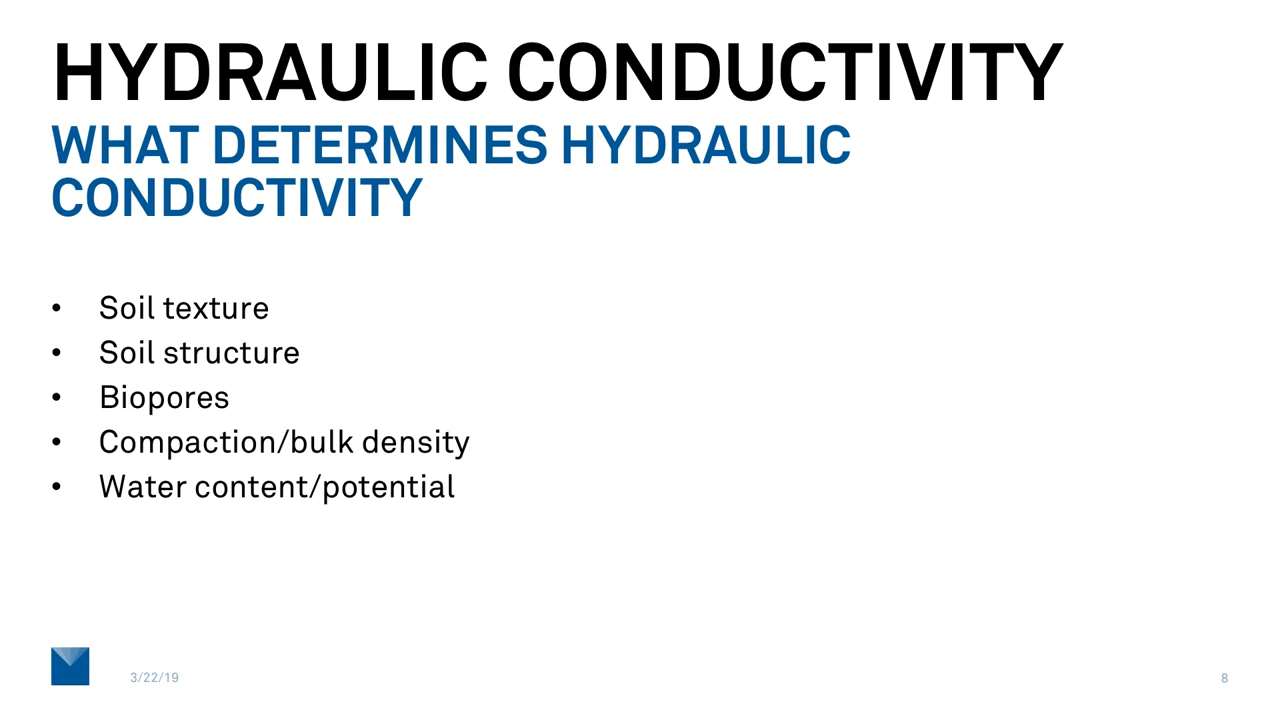 HYDRAULIC CONDUCTIVITY
WHAT DETERMINES HYDRAULIC
CONDUCTIVITY
• Soil texture
• Soil structure
• Biopores
• Compaction/bulk density
• Water content/potential
3/22/19
8